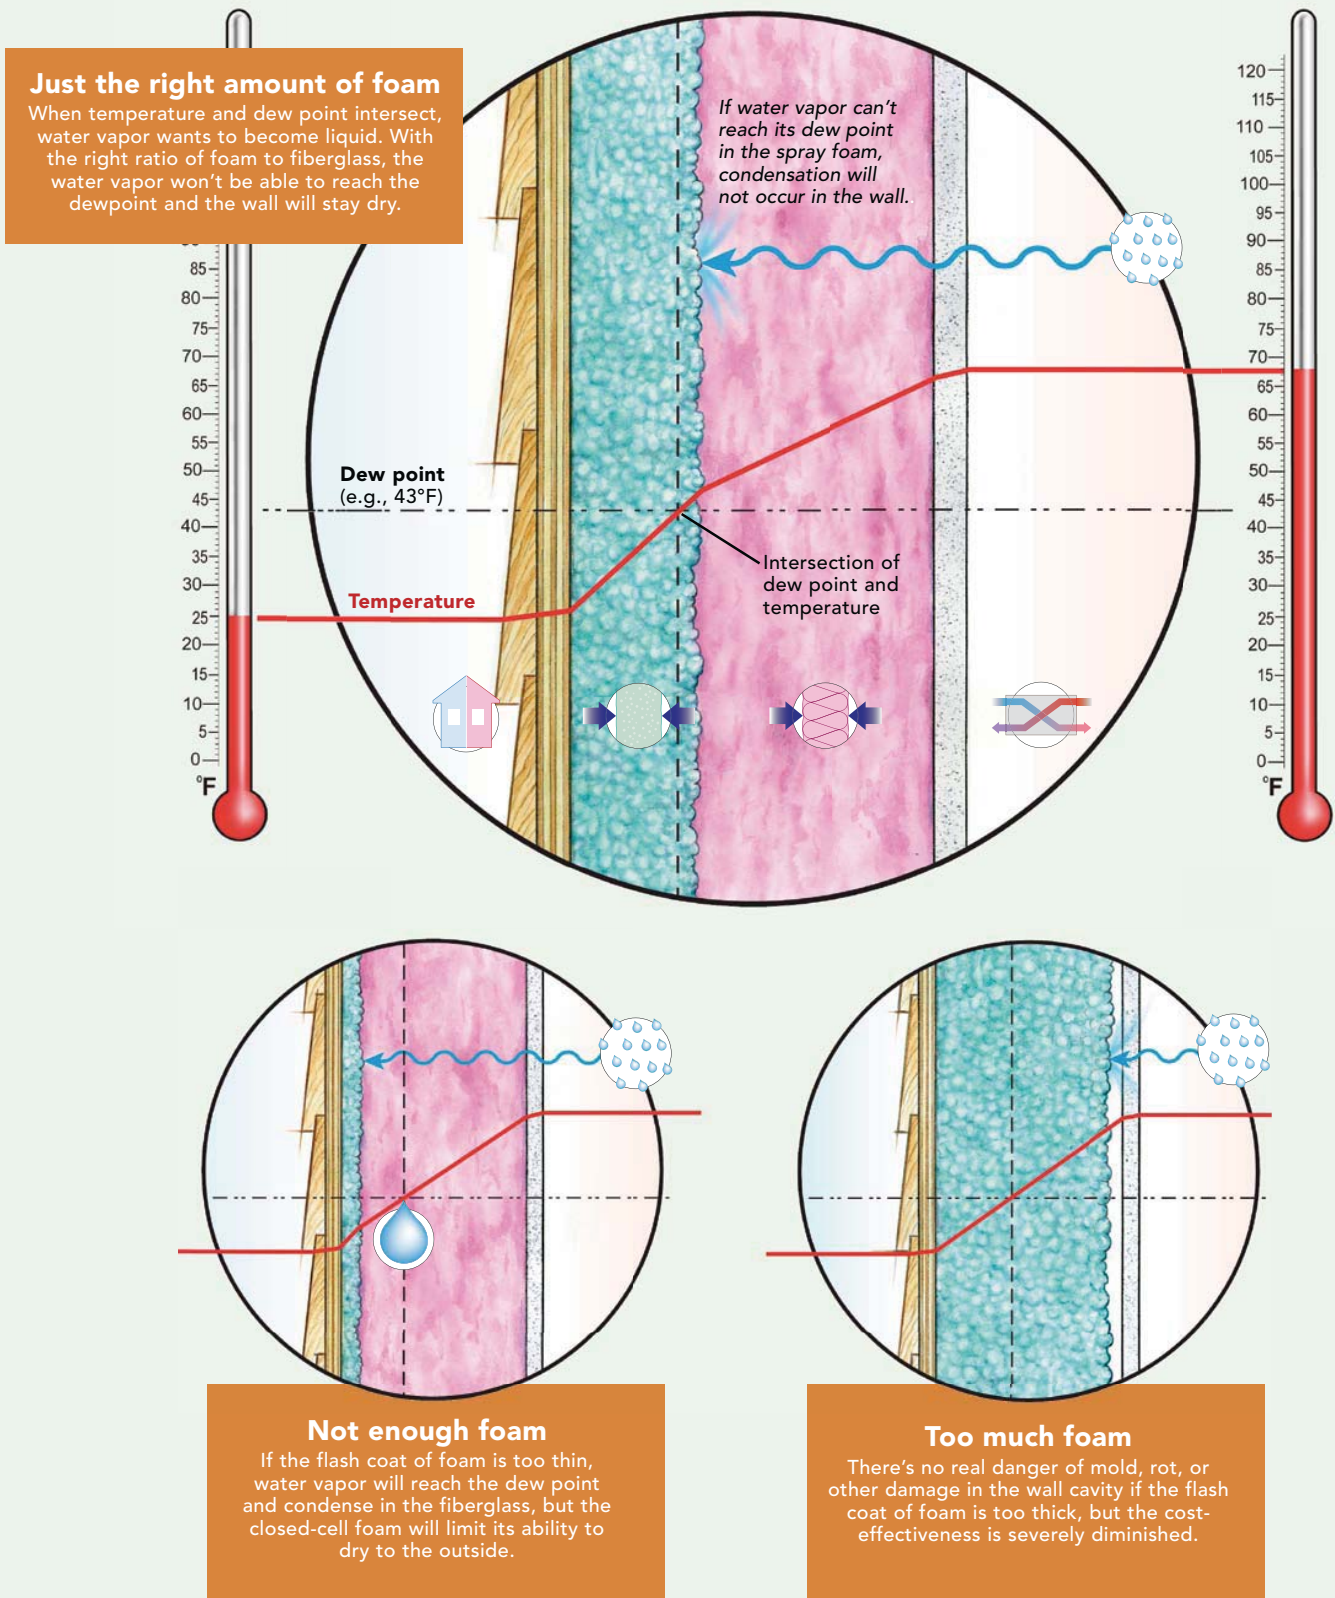 Just the right amount of foam
When temperature and dew point intersect,
water vapor wants to become liquid. With
the right ratio of foam to fiberglass, the
water vapor won't be able to reach the
dewpoint and the wall will stay dry.
If water vapor can't
reach its dew point
in the spray foam,
condensation will
not occur in the wall.
85
80
75
70
65
60
55
50
45
40
35
30
25
20
15
10
5
0
°F
120
115
110
105
100
95
90
85
80
75
70
65
60
55
50
45
40
35
30
25
20
15
10
5
0
°F
Dew point
(e.g., 43°F)
Intersection of
dew point and
temperature
Temperature
Not enough foam
If the flash coat of foam is too thin,
water vapor will reach the dew point
and condense in the fiberglass, but the
closed-cell foam will limit its ability to
dry to the outside.
Too much foam
There's no real danger of mold, rot, or
other damage in the wall cavity if the flash
coat of foam is too thick, but the cost-
effectiveness is severely diminished.